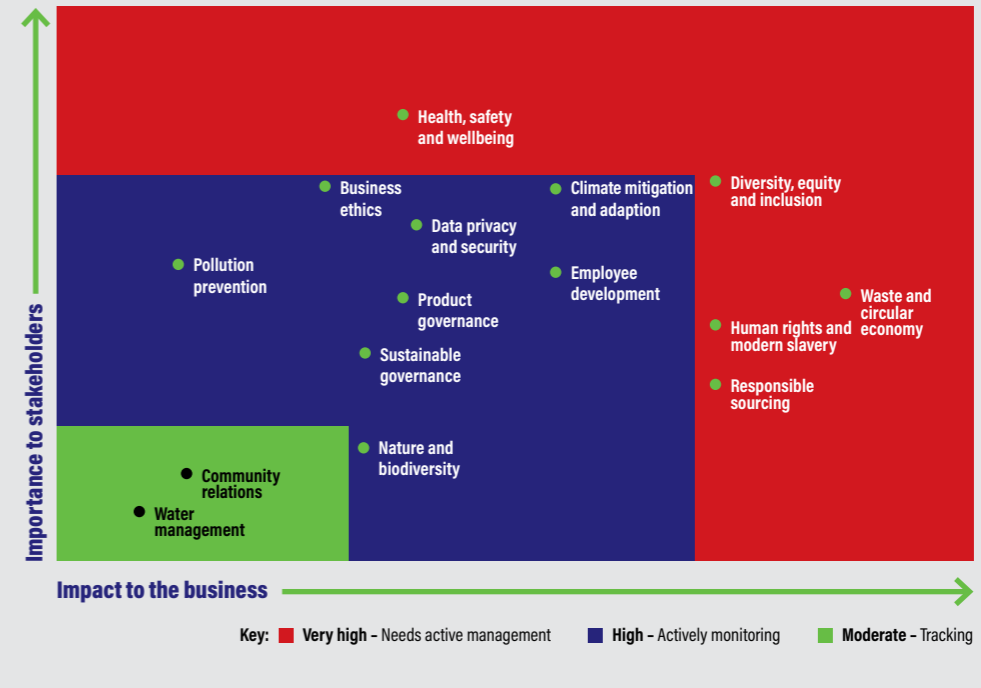 Importance to stakeholders
Health, safety
and wellbeing
Business
ethics
Climate mitigation
and adaption
Diversity, equity
and inclusion
Data privacy
and security
Pollution
prevention
Employee
development
Product
governance
Waste and
circular
economy
Human rights and
modern slavery
Sustainable
governance
Responsible
sourcing
Nature and
biodiversity
Community
relations
Water
management
Impact to the business
Key: Very high – Needs active management High – Actively monitoring Moderate – Tracking